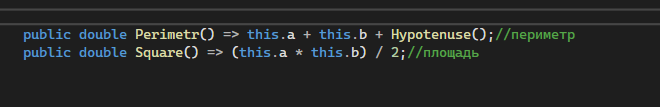 public double Perimetr() => this.a + this.b + Hypotenuse();//периметр
public double Square() => (this.a * this.b) / 2;//площадь